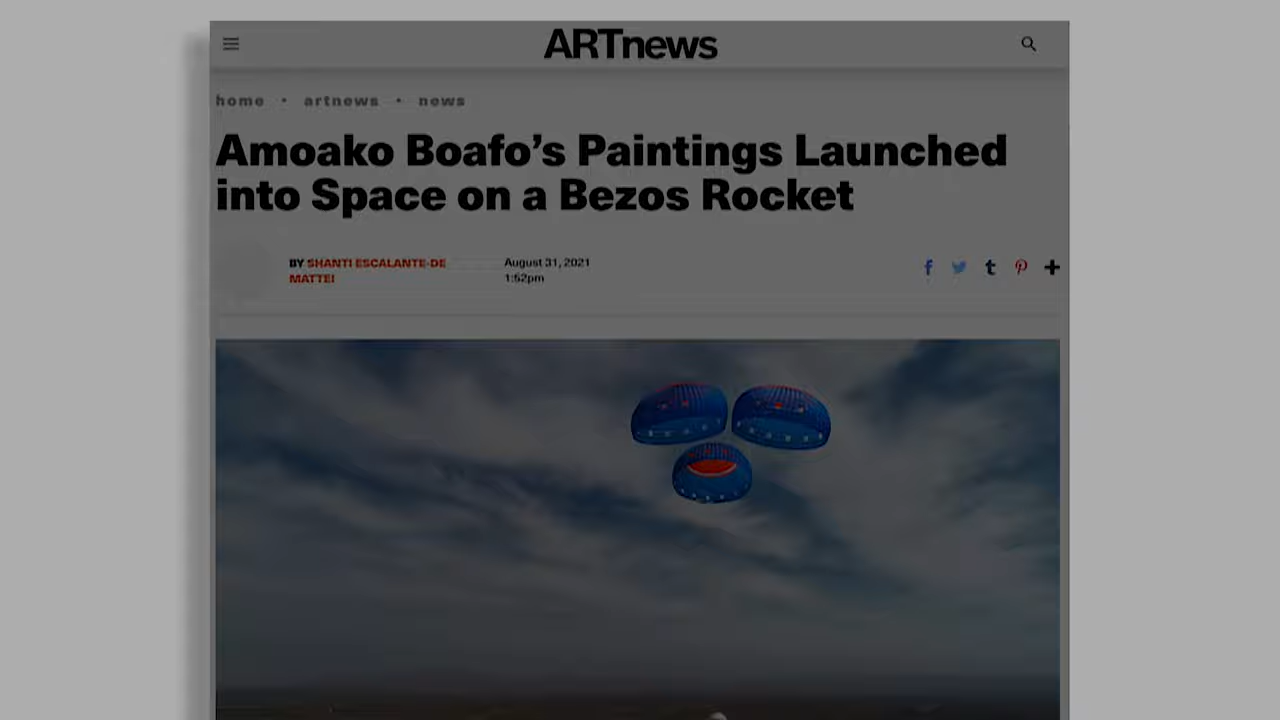 ARTnews
home • artnews • news
Amoako Boafo’s Paintings Launched
into Space on a Bezos Rocket
BY SHANTI ESCALANTE-DE
MATTEI
August 31, 2021
1:52pm